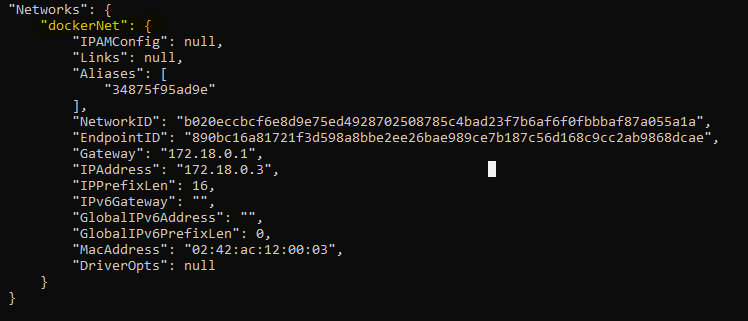 "Networks": {
"dockerNet": {
"IPAMConfig": null,
"Links": null,
"Aliases": [
"34875f95ad9e"
],
"NetworkID": "b020eccbcf6e8d9e75ed4928702508785c4bad23f7b6af6f0fbbbaf87a055a1a",
"EndpointID": "890bc16a81721f3d598a8bbe2ee26bae989ce7b187c56d168c9cc2ab9868dcae",
"Gateway": "172.18.0.1",
"IPAddress": "172.18.0.3",
"IPPrefixLen": 16,
"IPv6Gateway": "",
"GlobalIPv6Address": "",
"GlobalIPv6PrefixLen": 0,
"MacAddress": "02:42:ac:12:00:03",
"DriverOpts": null
}
}